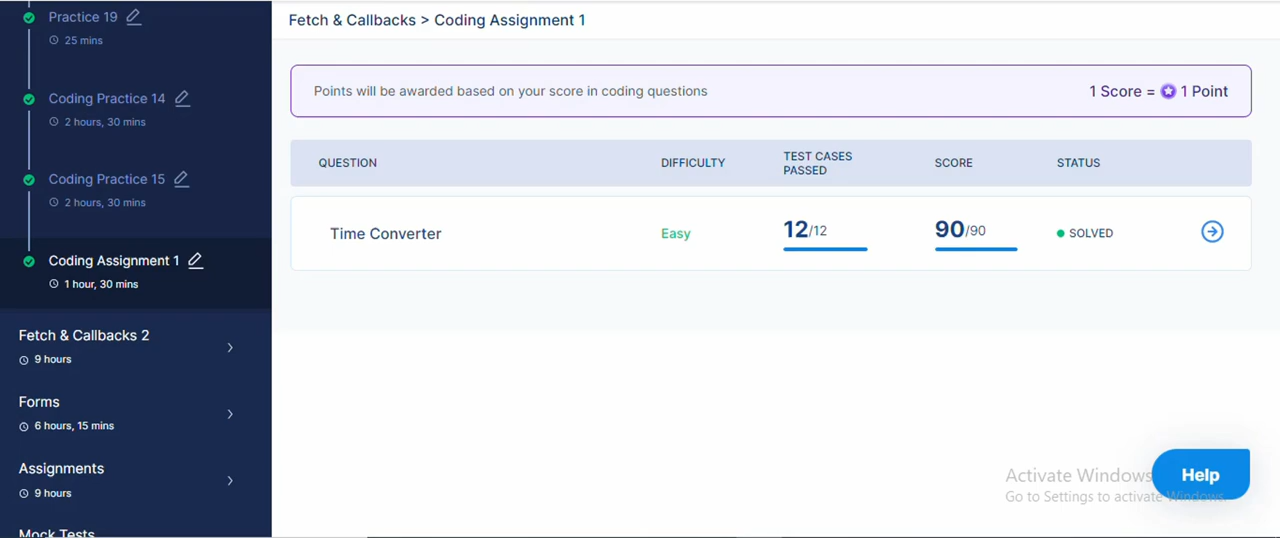 Practice 19
25 mins
Coding Practice 14
2 hours, 30 mins
Coding Practice 15
2 hours, 30 mins
Coding Assignment 1
1 hour, 30 mins
Fetch & Callbacks 2
9 hours
Forms
6 hours, 15 mins
Assignments
9 hours
Mock Tests
Fetch & Callbacks > Coding Assignment 1
Points will be awarded based on your score in coding questions
1 Score = 1 Point
QUESTION DIFFICULTY TEST CASES PASSED SCORE STATUS
Time Converter Easy 12/12 90/90 SOLVED
Activate Windows
Go to Settings to activate Windows.
Help